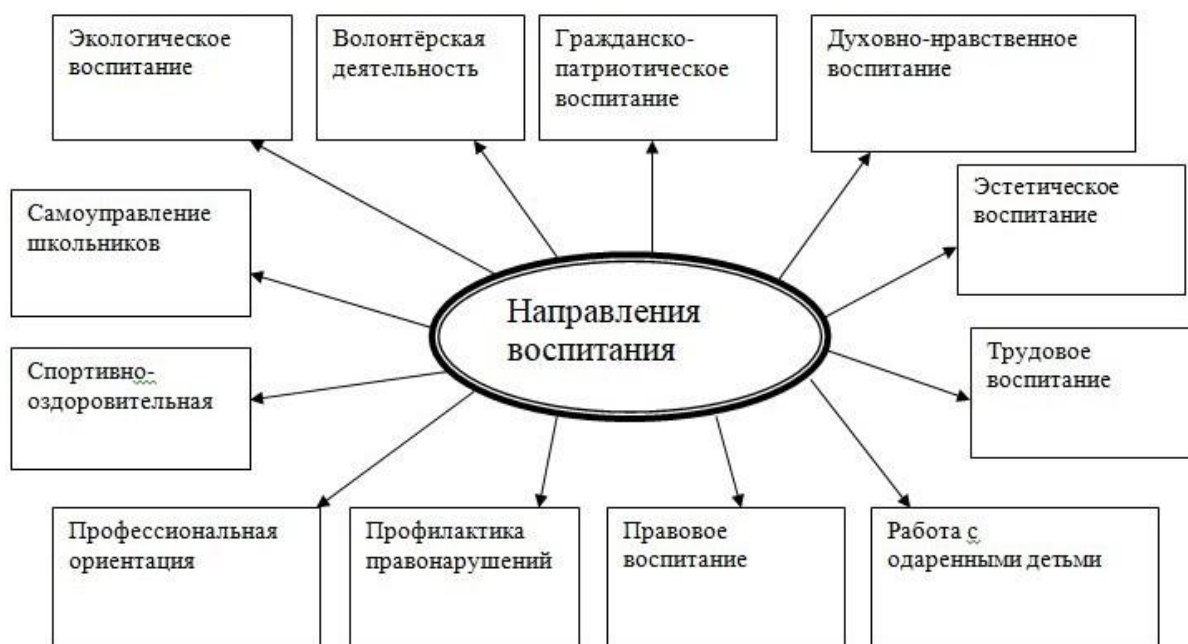 Экологическое
воспитание
Волонтёрская
деятельность
Гражданско-
патриотическое
воспитание
Духовно-нравственное
воспитание
Самоуправление
школьников
Эстетическое
воспитание
Направления
воспитания
Спортивно-
оздоровительная
Трудовое
воспитание
Профессиональная
ориентация
Профилактика
правонарушений
Правовое
воспитание
Работа с
одаренными детьми